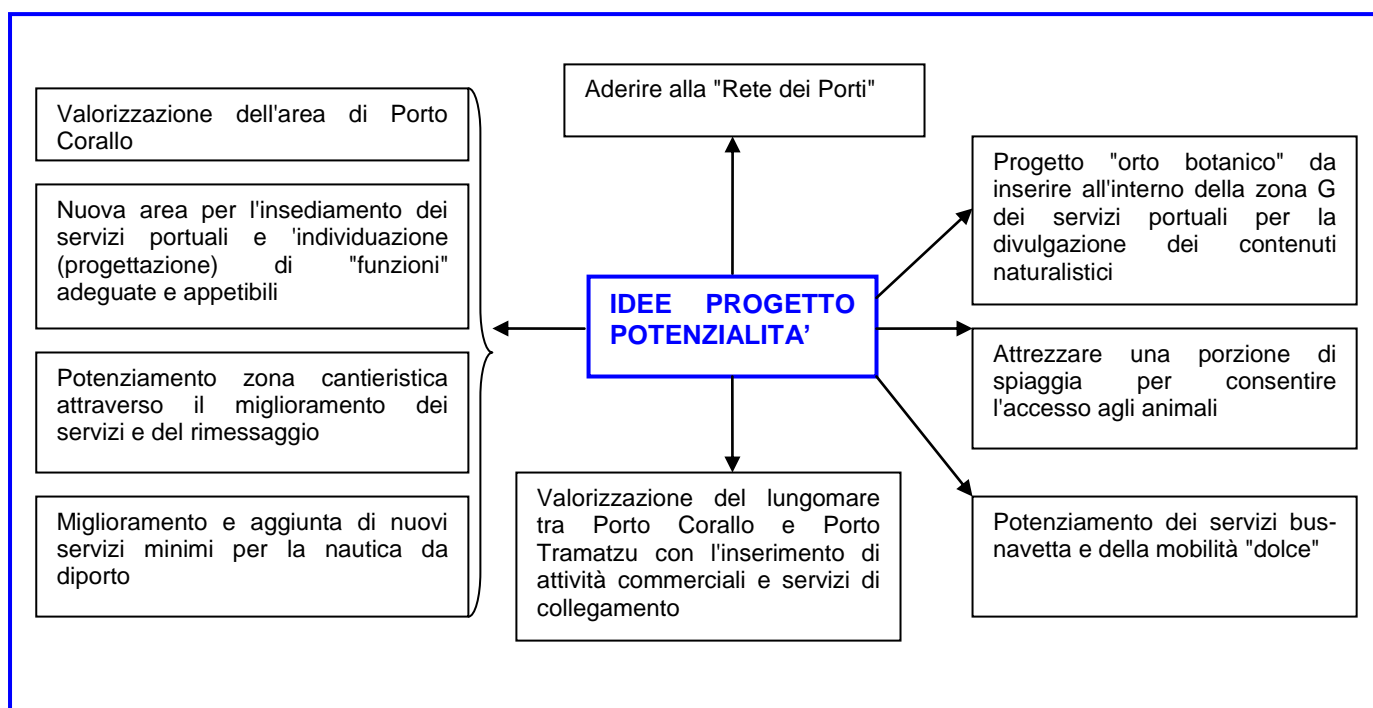 Aderire alla "Rete dei Porti"
Valorizzazione dell'area di Porto
Corallo
Nuova area per l'insediamento dei
servizi portuali e 'individuazione
(progettazione) di "funzioni"
adeguate e appetibili
Potenziamento zona cantieristica
attraverso il miglioramento dei
servizi e del rimessaggio
Miglioramento e aggiunta di nuovi
servizi minimi per la nautica da
diporto
IDEE PROGETTO
POTENZIALITA’
Valorizzazione del lungomare
tra Porto Corallo e Porto
Tramatzu con l'inserimento di
attività commerciali e servizi di
collegamento
Progetto "orto botanico" da
inserire all'interno della zona G
dei servizi portuali per la
divulgazione dei contenuti
naturalistici
Attrezzare una porzione di
spiaggia per consentire
l'accesso agli animali
Potenziamento dei servizi bus-
navetta e della mobilità "dolce"